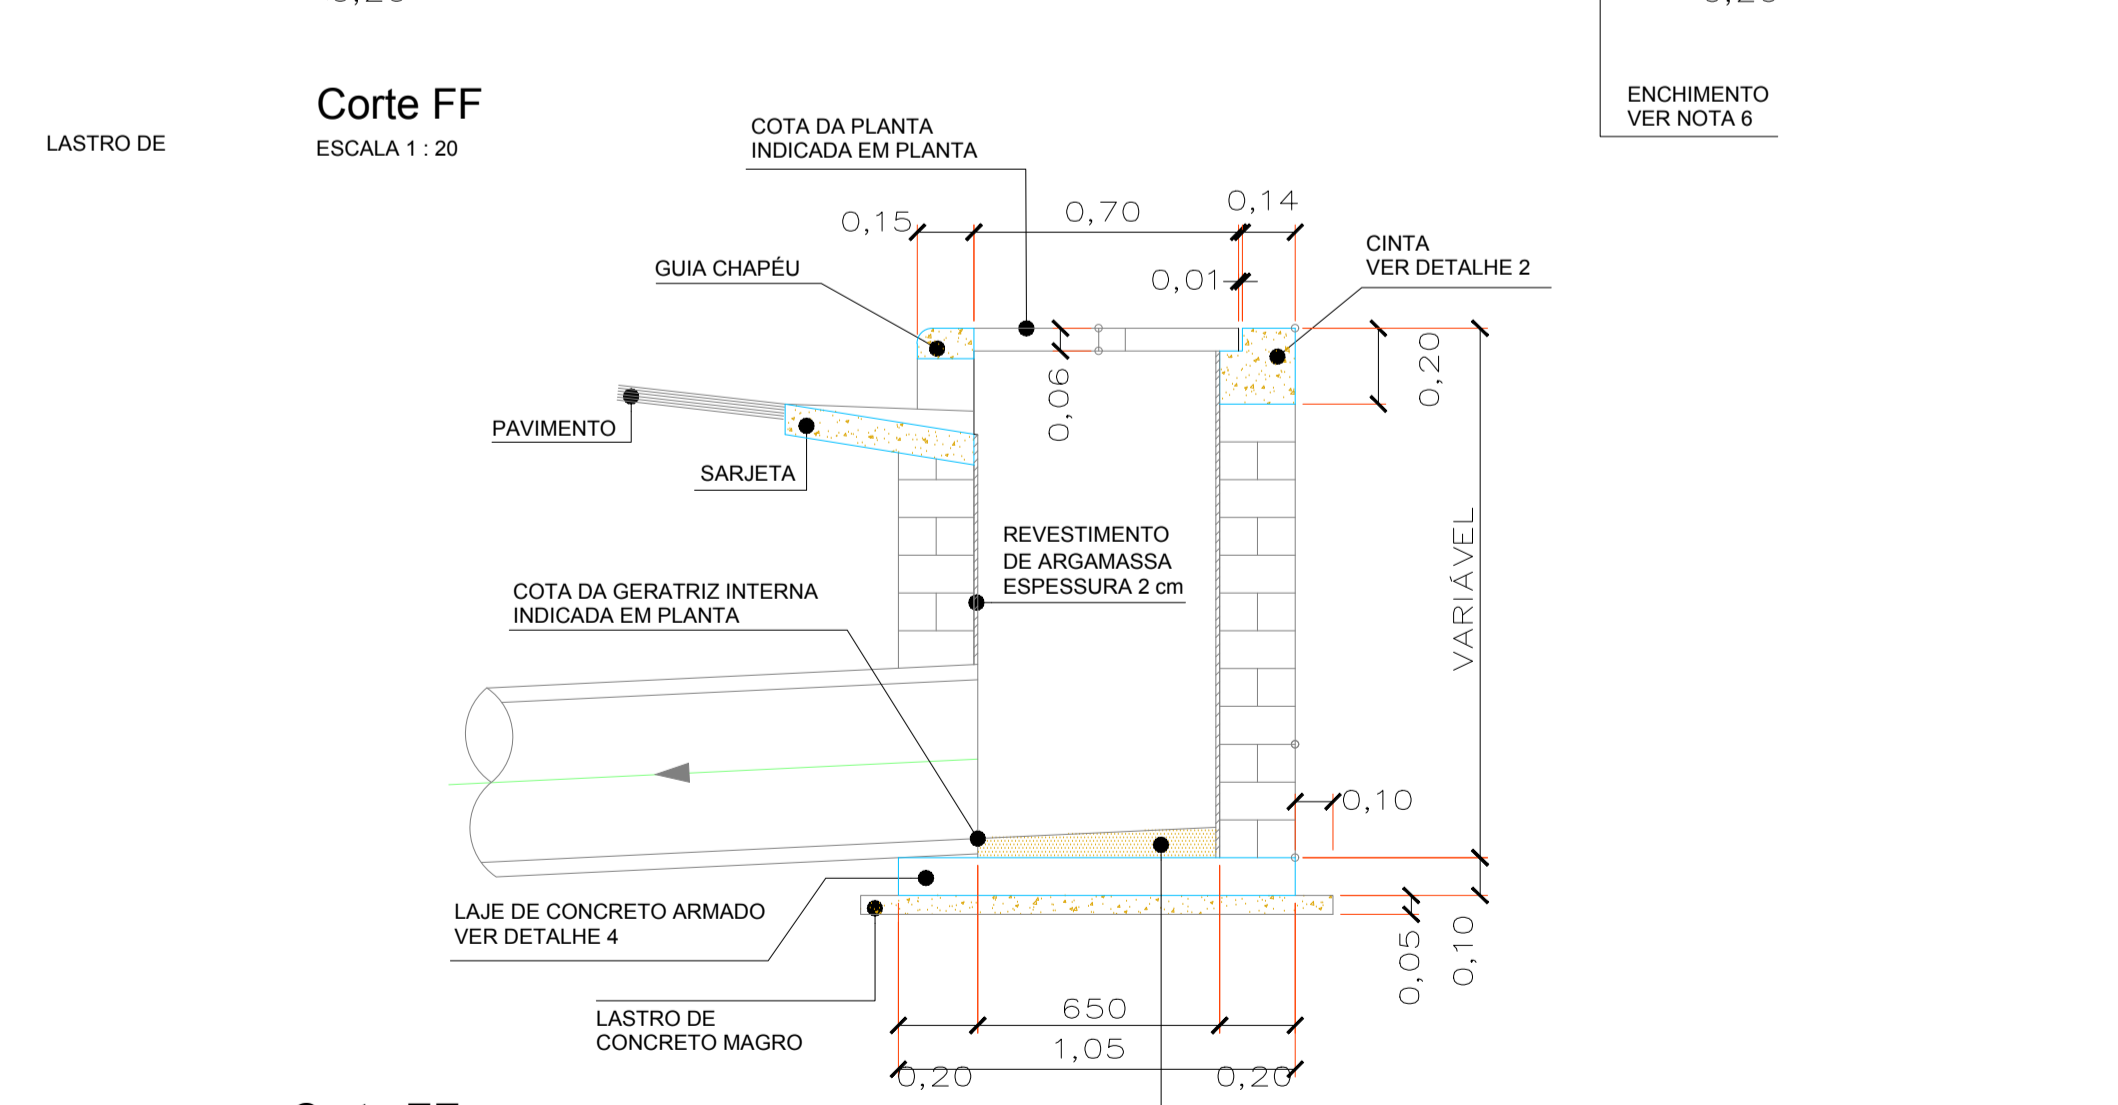 Corte FF
ESCALA 1 : 20
LASTRO DE
ENCHIMENTO
VER NOTA 6
COTA DA PLANTA
INDICADA EM PLANTA
0,15
0,70
0,14
0,01
GUIA CHAPÉU
CINTA
VER DETALHE 2
0,06
0,20
PAVIMENTO
SARJETA
REVESTIMENTO
DE ARGAMASSA
ESPESSURA 2 cm
VARIÁVEL
COTA DA GERATRIZ INTERNA
INDICADA EM PLANTA
0,10
LAJE DE CONCRETO ARMADO
VER DETALHE 4
0,05
0,10
LASTRO DE
CONCRETO MAGRO
650
1,05
0,20
0,20